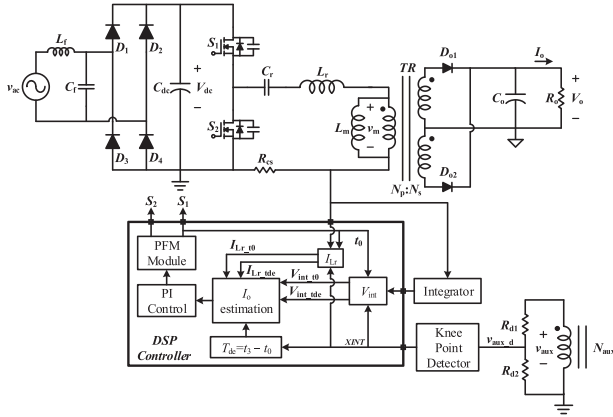 Lf
D1
D2
vac
Cf
Cdc
+
Vdc
−
D3
D4
S1
Cr
Lr
S2
Rcs
Lm
+
vm
−
TR
Np:Ns
Do1
Do2
Io
Co
Ro
+
Vo
−
S2
S1
PFM Module
PI Control
DSP Controller
ILr_t0
ILr_tde
Vint_t0
Vint_tde
Io estimation
Tde=t3 − t0
ILr
t0
Vint
XINT
Integrator
Knee Point Detector
vaux_d
Rd1
Rd2
+
vaux
−
Naux